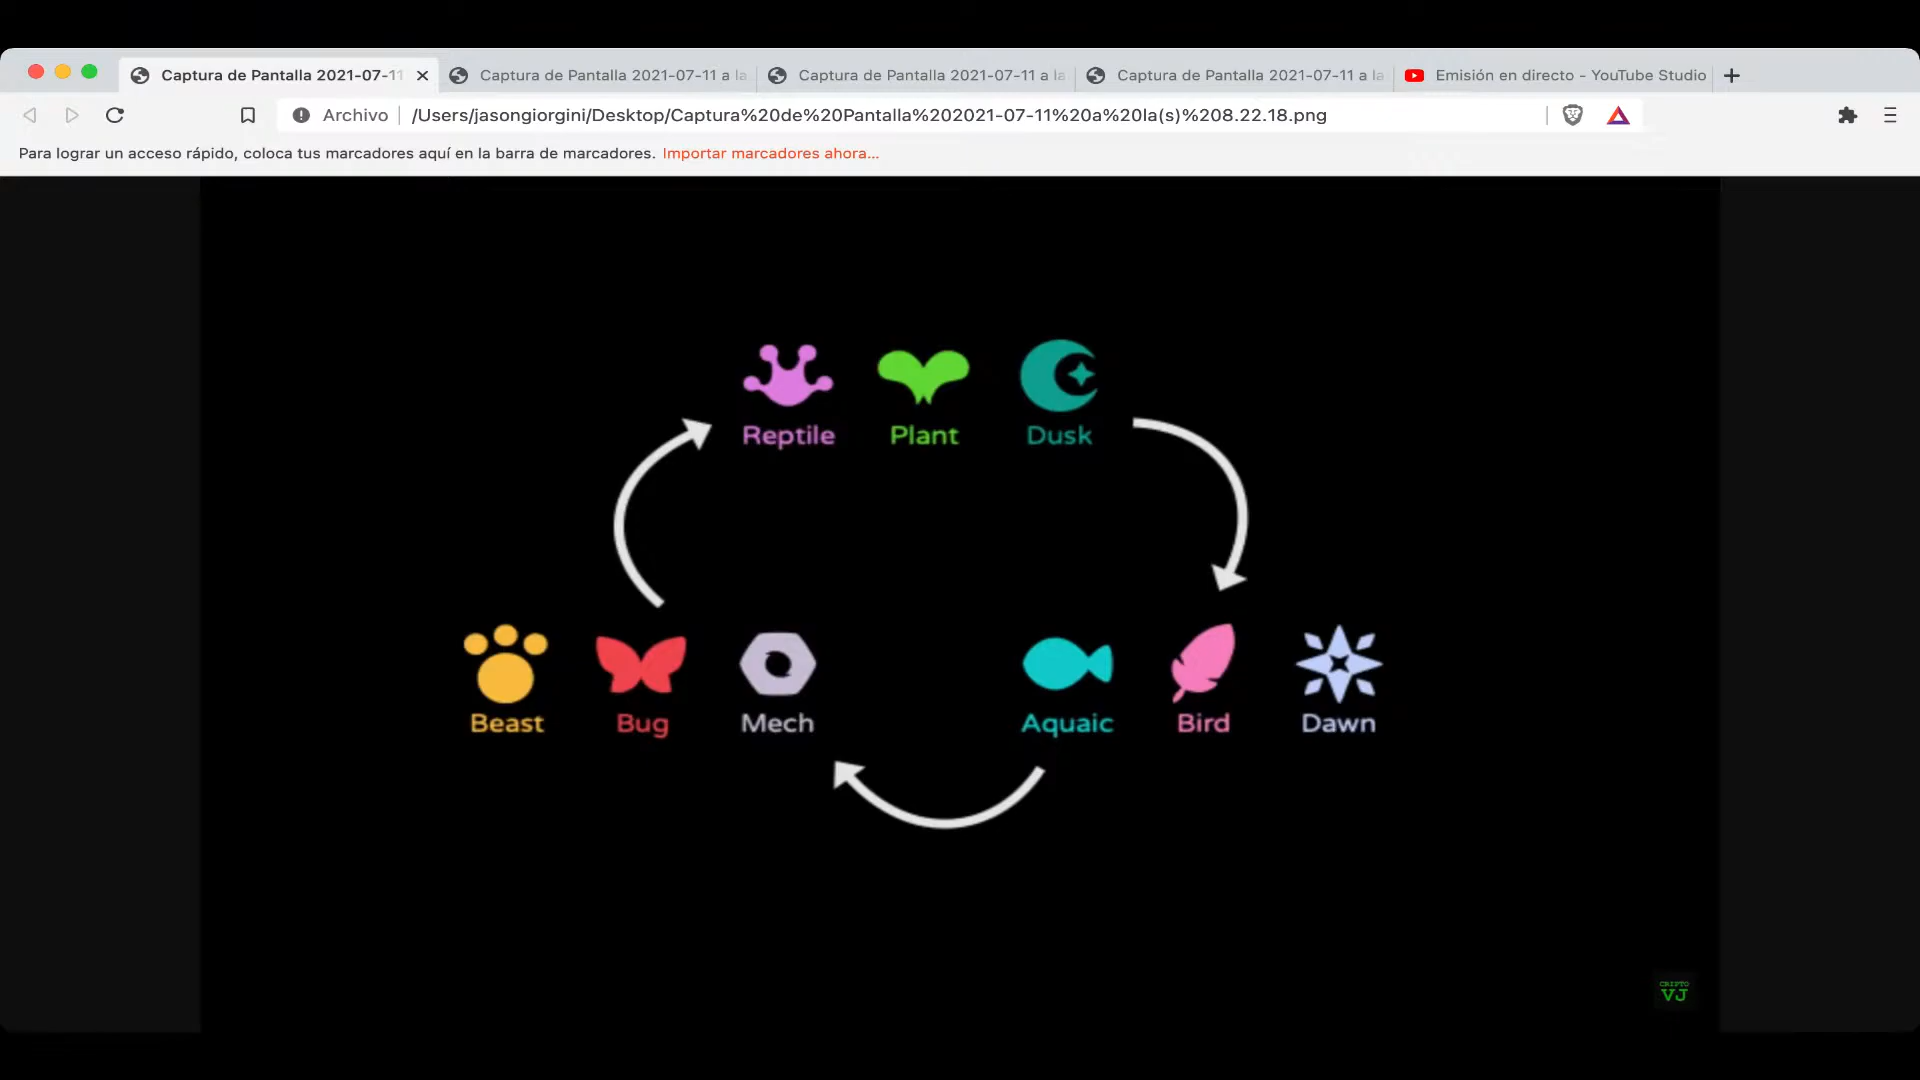 Captura de Pantalla 2021-07-11
Captura de Pantalla 2021-07-11 a la
Captura de Pantalla 2021-07-11 a la
Captura de Pantalla 2021-07-11 a la
Emisión en directo - YouTube Studio
Archivo
/Users/jasongiorgini/Desktop/Captura%20de%20Pantalla%202021-07-11%20a%20la(s)%208.22.18.png
Para lograr un acceso rápido, coloca tus marcadores aquí en la barra de marcadores. Importar marcadores ahora...
Reptile Plant Dusk
Beast Bug Mech Aquaic Bird Dawn
CRIPTO
VJ